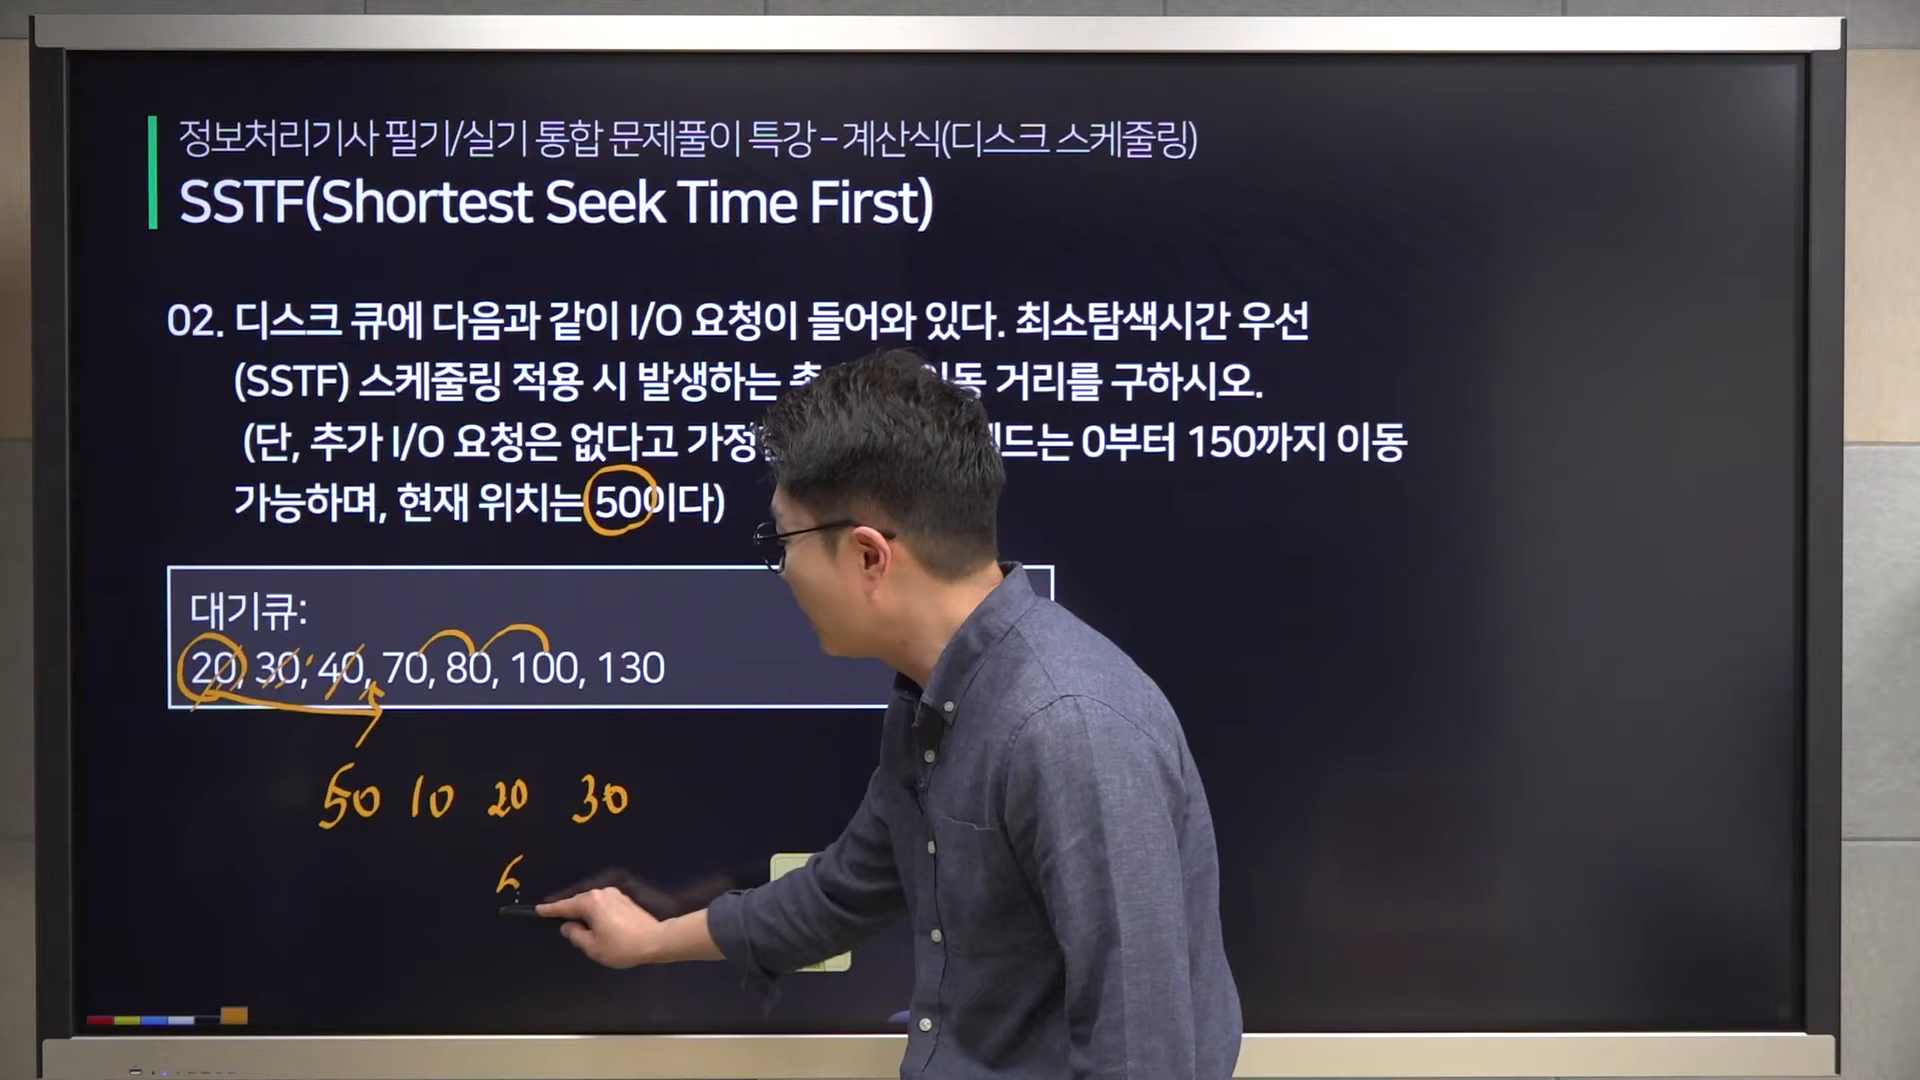 정보처리기사 필기/실기 통합 문제풀이 특강 – 계산식(디스크 스케줄링)
SSTF(Shortest Seek Time First)
02. 디스크 큐에 다음과 같이 I/O 요청이 들어와 있다. 최소탐색시간 우선
(SSTF) 스케줄링 적용 시 발생하는 거리를 구하시오.
(단, 추가 I/O 요청은 없다고 0부터 150까지 이동
가능하며, 현재 위치는 50이다)
대기큐:
20, 30, 40, 70, 80, 100, 130
50 10 20 30